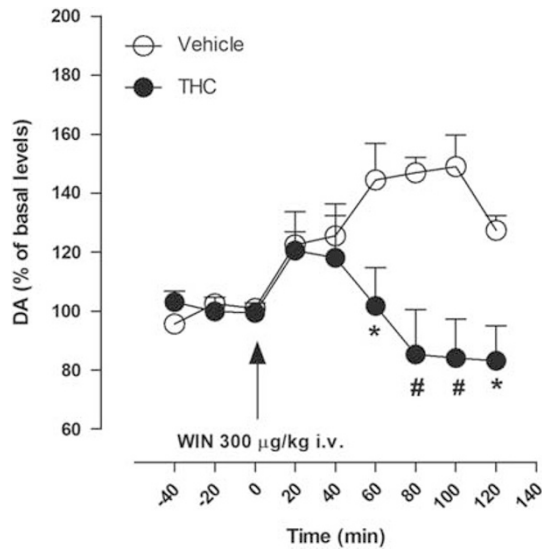 200
Vehicle
180
THC
160
140
120
100
80
60
DA (% of basal levels)
*
#
#
*
WIN 300 μg/kg i.v.
-40 -20 0 20 40 60 80 100 120 140
Time (min)